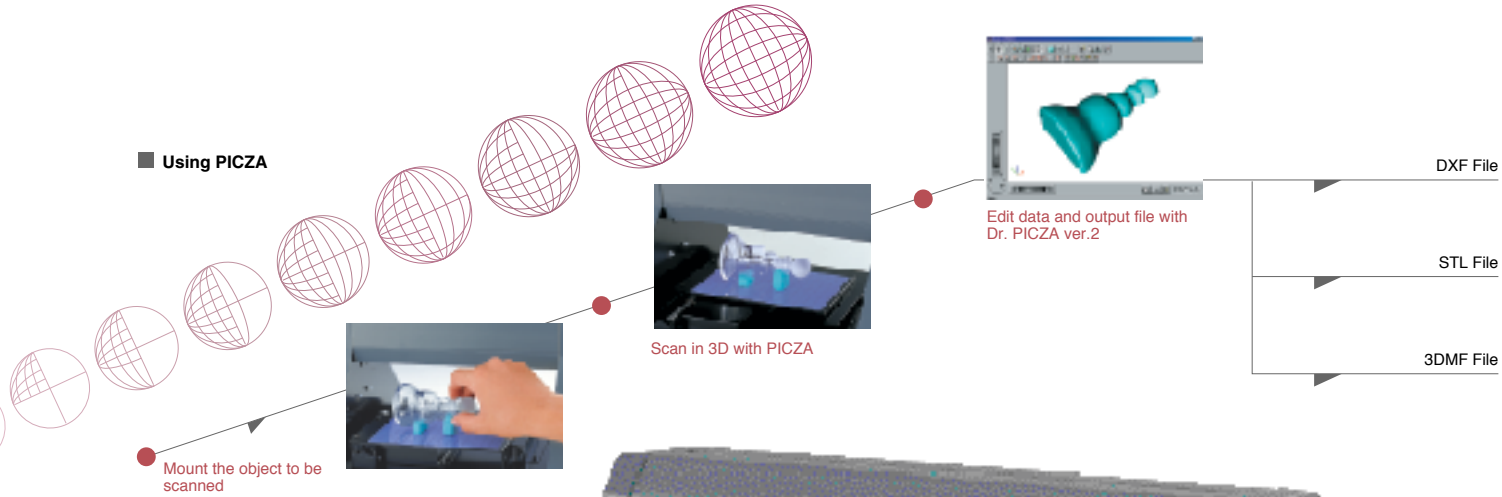 Using PICZA
Mount the object to be
scanned
Scan in 3D with PICZA
Edit data and output file with
Dr. PICZA ver.2
DXF File
STL File
3DMF File